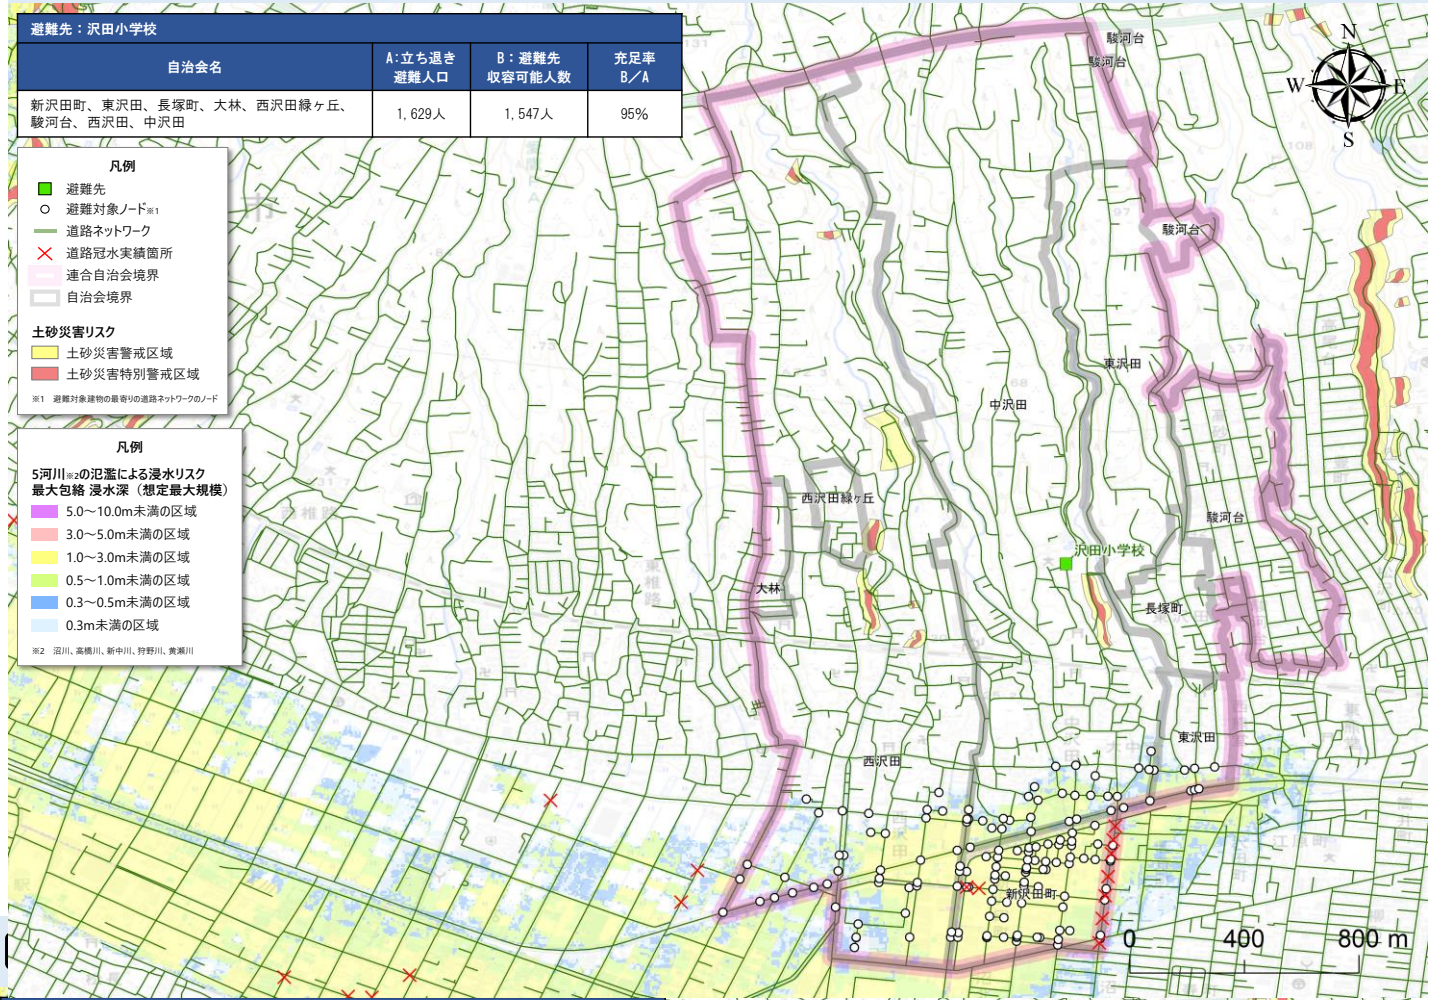 避難先：沢田小学校
自治会名
A:立ち退き
避難人口
B：避難先
収容可能人数
充足率
B／A
新沢田町、東沢田、長塚町、大林、西沢田緑ヶ丘、
駿河台、西沢田、中沢田
1,629人
1,547人
95%
凡例
避難先
避難対象ノード※1
道路ネットワーク
道路冠水実績箇所
連合自治会境界
自治会境界
土砂災害リスク
土砂災害警戒区域
土砂災害特別警戒区域
※1　避難対象建物の最寄りの道路ネットワークのノード
凡例
5河川※2の氾濫による浸水リスク
最大包絡 浸水深（想定最大規模）
5.0～10.0m未満の区域
3.0～5.0m未満の区域
1.0～3.0m未満の区域
0.5～1.0m未満の区域
0.3～0.5m未満の区域
0.3m未満の区域
※2　沼川、高橋川、新中川、狩野川、黄瀬川
N
W
E
S
駿河台
駿河台
駿河台
東沢田
中沢田
西沢田緑ヶ丘
駿河台
沢田小学校
大林
長塚町
東沢田
西沢田
新沢田町
市
西椎路
東椎路
0
400
800 m